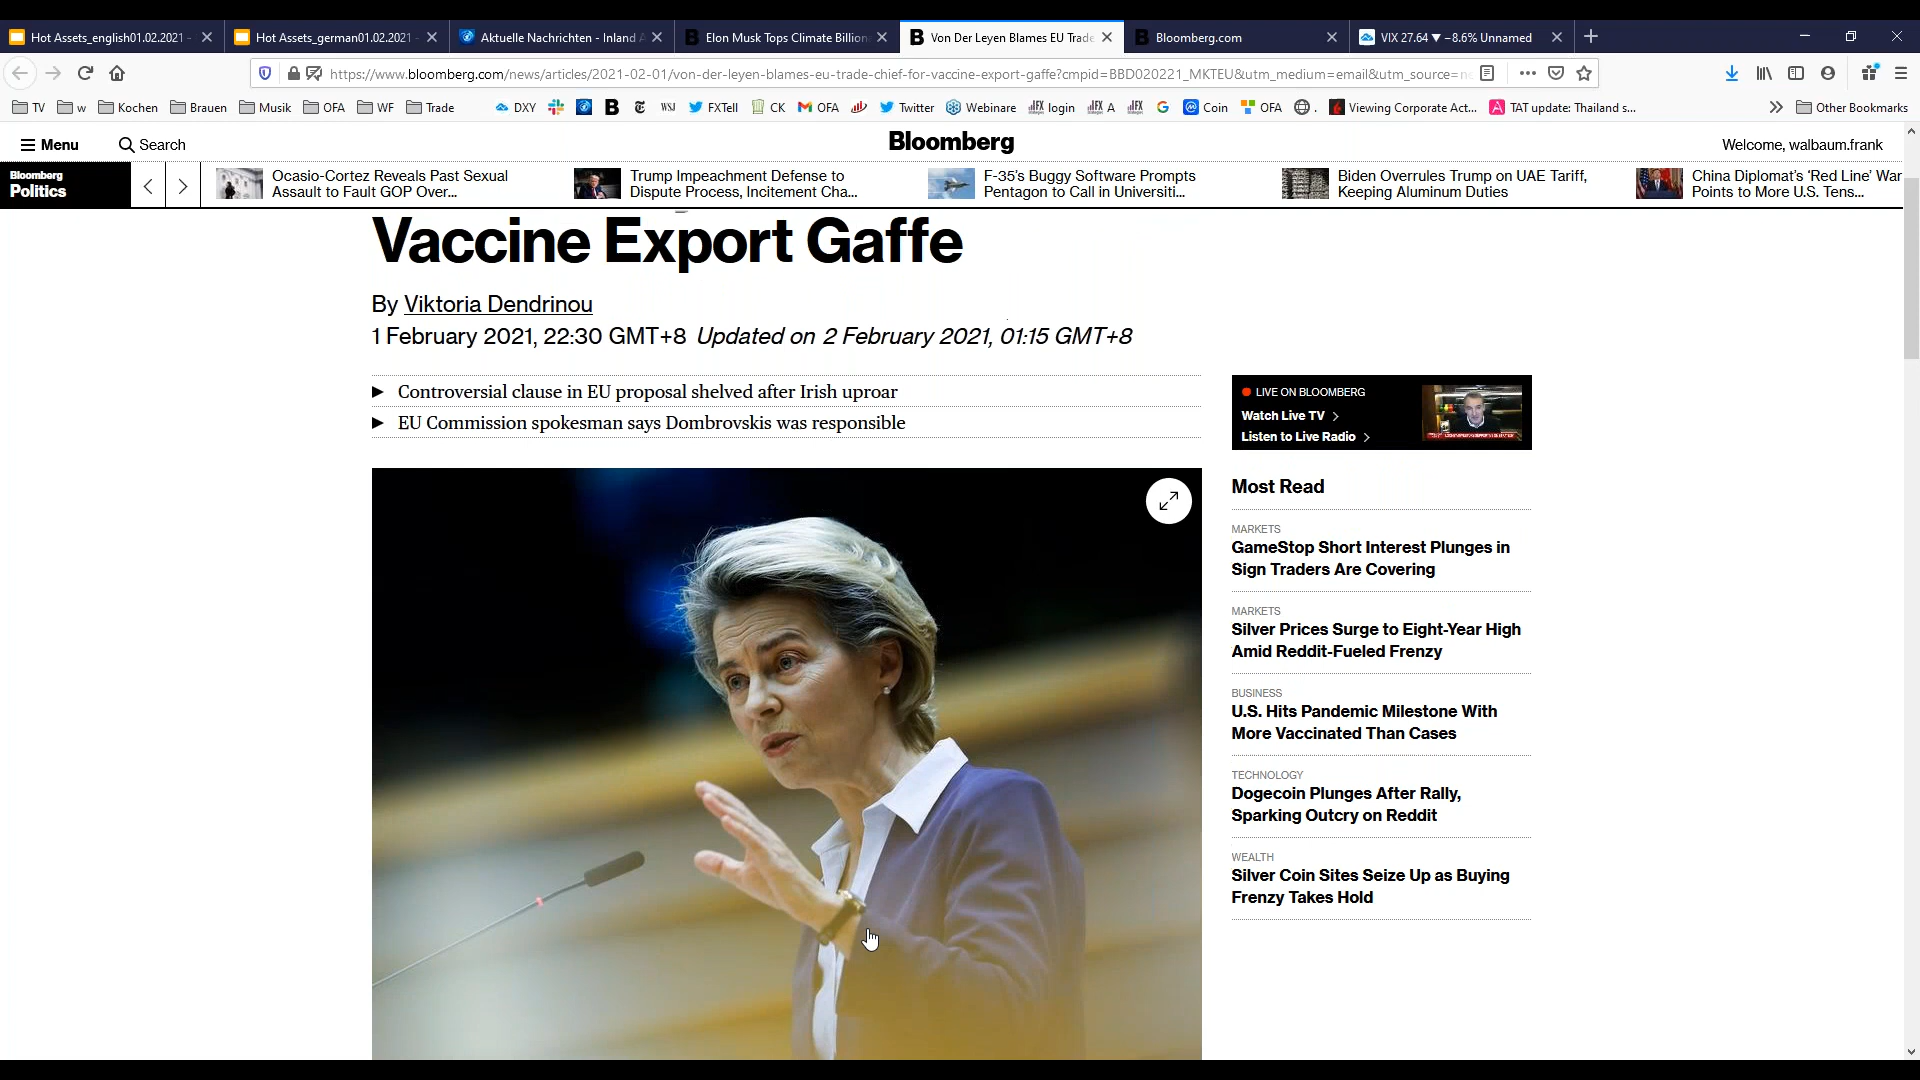 Hot Assets_english01.02.2021 -
Hot Assets_german01.02.2021 -
Aktuelle Nachrichten - Inland A
Elon Musk Tops Climate Billion
Von Der Leyen Blames EU Trade
Bloomberg.com
VIX 27.64 ▼ −8.6% Unnamed
https://www.bloomberg.com/news/articles/2021-02-01/von-der-leyen-blames-eu-trade-chief-for-vaccine-export-gaffe?cmpid=BBD020221_MKTEU&utm_medium=email&utm_source=n
TV
w
Kochen
Brauen
Musik
OFA
WF
Trade
DXY
WSJ
FXTell
CK
OFA
Twitter
Webinare
login
A
Coin
OFA
.
Viewing Corporate Act...
TAT update: Thailand s...
Other Bookmarks
Menu
Search
Bloomberg
Welcome, walbaum.frank
Bloomberg
Politics
Ocasio-Cortez Reveals Past Sexual
Assault to Fault GOP Over...
Trump Impeachment Defense to
Dispute Process, Incitement Cha...
F-35's Buggy Software Prompts
Pentagon to Call in Universiti...
Biden Overrules Trump on UAE Tariff,
Keeping Aluminum Duties
China Diplomat's 'Red Line' War
Points to More U.S. Tens...
Vaccine Export Gaffe
By Viktoria Dendrinou
1 February 2021, 22:30 GMT+8 Updated on 2 February 2021, 01:15 GMT+8
Controversial clause in EU proposal shelved after Irish uproar
EU Commission spokesman says Dombrovskis was responsible
LIVE ON BLOOMBERG
Watch Live TV
Listen to Live Radio
Most Read
MARKETS
GameStop Short Interest Plunges in
Sign Traders Are Covering
MARKETS
Silver Prices Surge to Eight-Year High
Amid Reddit-Fueled Frenzy
BUSINESS
U.S. Hits Pandemic Milestone With
More Vaccinated Than Cases
TECHNOLOGY
Dogecoin Plunges After Rally,
Sparking Outcry on Reddit
WEALTH
Silver Coin Sites Seize Up as Buying
Frenzy Takes Hold